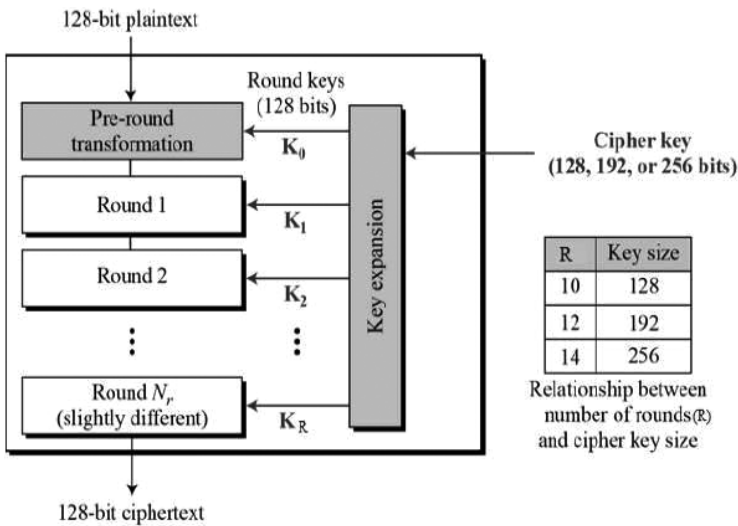 128-bit plaintext
Round keys
(128 bits)
Pre-round
transformation
K0
Cipher key
(128, 192, or 256 bits)
Round 1
K1
Round 2
K2
Key expansion
R Key size
10 128
12 192
14 256
Relationship between
number of rounds(R)
and cipher key size
Round Nr
(slightly different)
KR
128-bit ciphertext